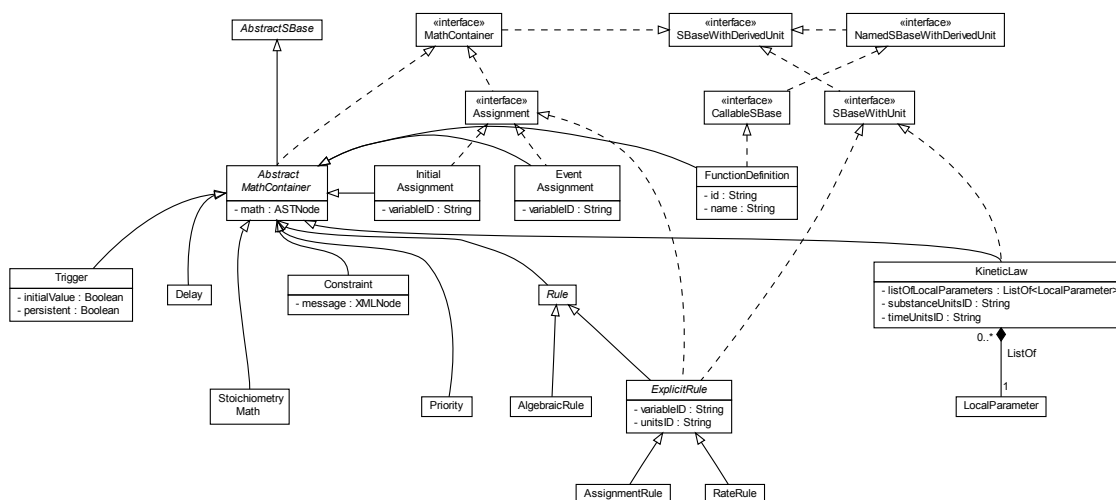 AbstractSBase
«interface»
MathContainer
«interface»
SBaseWithDerivedUnit
«interface»
NamedSBaseWithDerivedUnit
«interface»
Assignment
«interface»
CallableSBase
«interface»
SBaseWithUnit
Abstract
MathContainer
- math : ASTNode
Initial
Assignment
- variableID : String
Event
Assignment
- variableID : String
FunctionDefinition
- id : String
- name : String
Trigger
- initialValue : Boolean
- persistent : Boolean
Delay
Constraint
- message : XMLNode
Rule
KineticLaw
- listOfLocalParameters : ListOf<LocalParameter>
- substanceUnitsID : String
- timeUnitsID : String
0..*
ListOf
1
LocalParameter
Stoichiometry
Math
Priority
AlgebraicRule
ExplicitRule
- variableID : String
- unitsID : String
AssignmentRule
RateRule